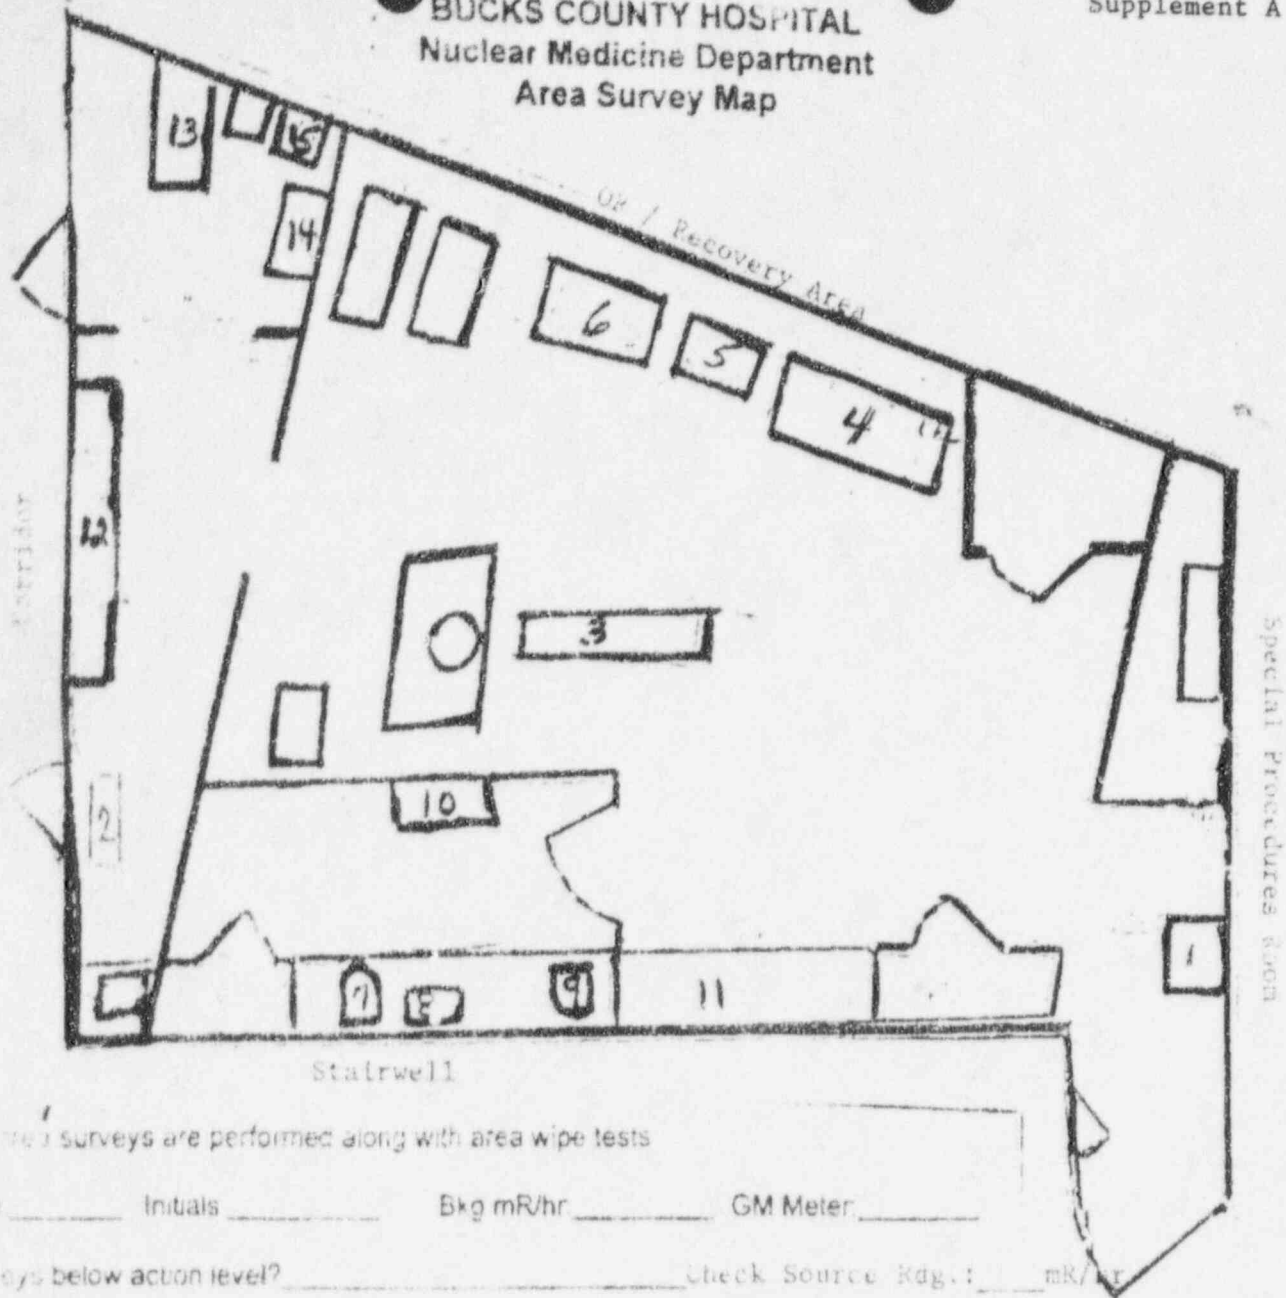 BUCKS COUNTY HOSPITAL
Supplement A
Nuclear Medicine Department
Area Survey Map
13
15
14
OR / Recovery Area
6
5
4
12
Corridor
3
Special Procedures Room
10
2
1
7
8
9
11
Stairwell
surveys are performed along with area wipe tests
Initials Bkg mR/hr GM Meter
below action level? Check Source Rdg.: mR/hr